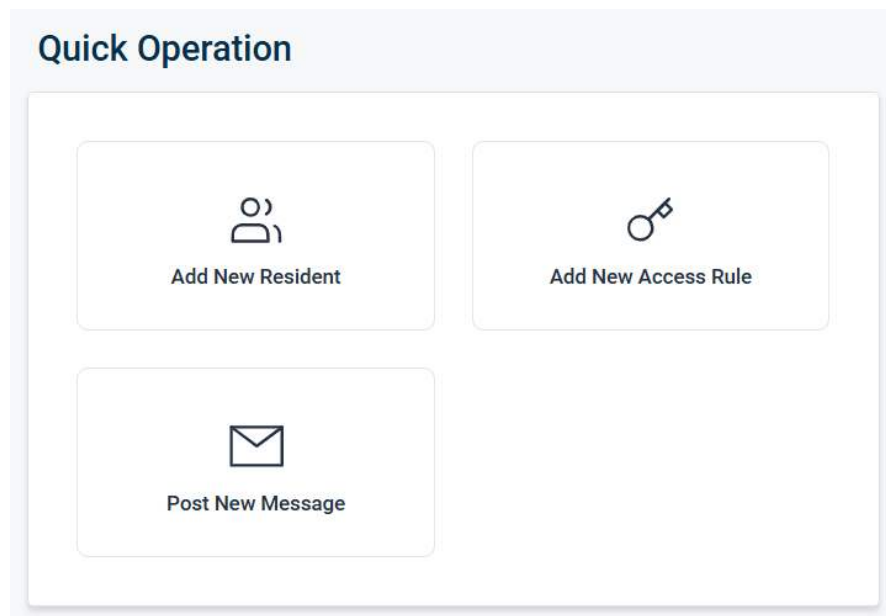 Quick Operation
Add New Resident
Add New Access Rule
Post New Message